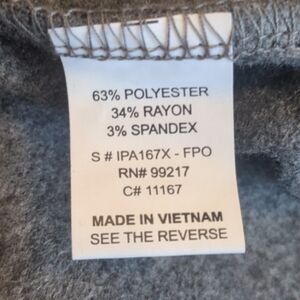 63% POLYESTER
34% RAYON
3% SPANDEX
S # IPA167X - FPO
RN# 99217
C# 11167
MADE IN VIETNAM
SEE THE REVERSE